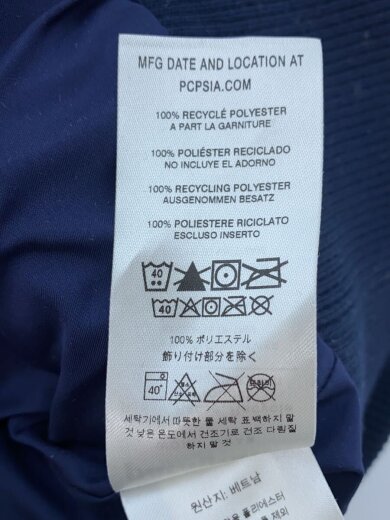 MFG DATE AND LOCATION AT
PCPSIA.COM
100% RECYCLÉ POLYESTER
A PART LA GARNITURE
100% POLIÉSTER RECICLADO
NO INCLUYE EL ADORNO
100% RECYCLING POLYESTER
AUSGENOMMEN BESATZ
100% POLIESTERE RICICLATO
ESCLUSO INSERTO
40
40
100% ポリエステル
飾り付け部分を除く
40°
세탁기에서 따뜻한 물 세탁 표백하지 말
것 낮은 온도에서 건조기로 건조 다림질
하지 말 것
원산지: 베트남